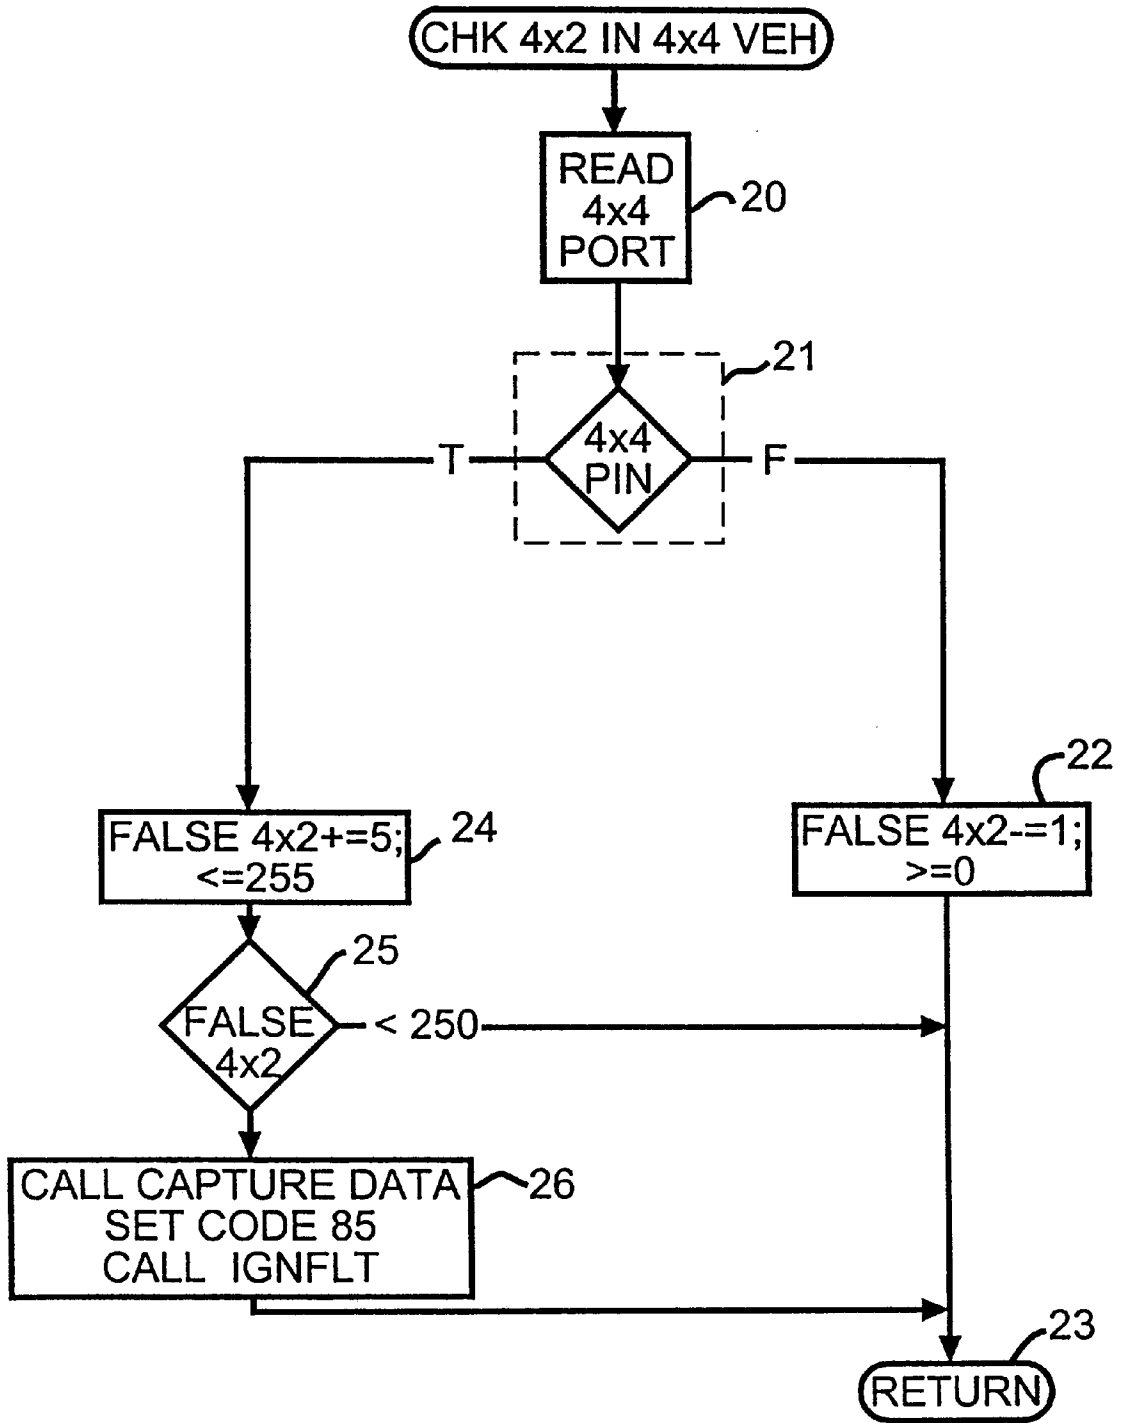 CHK 4x2 IN 4x4 VEH
READ
4x4
PORT
20
21
4x4
PIN
T
F
22
FALSE 4x2+=5;
<=255
24
FALSE 4x2-=1;
>=0
25
FALSE
4x2
< 250
CALL CAPTURE DATA
SET CODE 85
CALL IGNFLT
26
23
RETURN